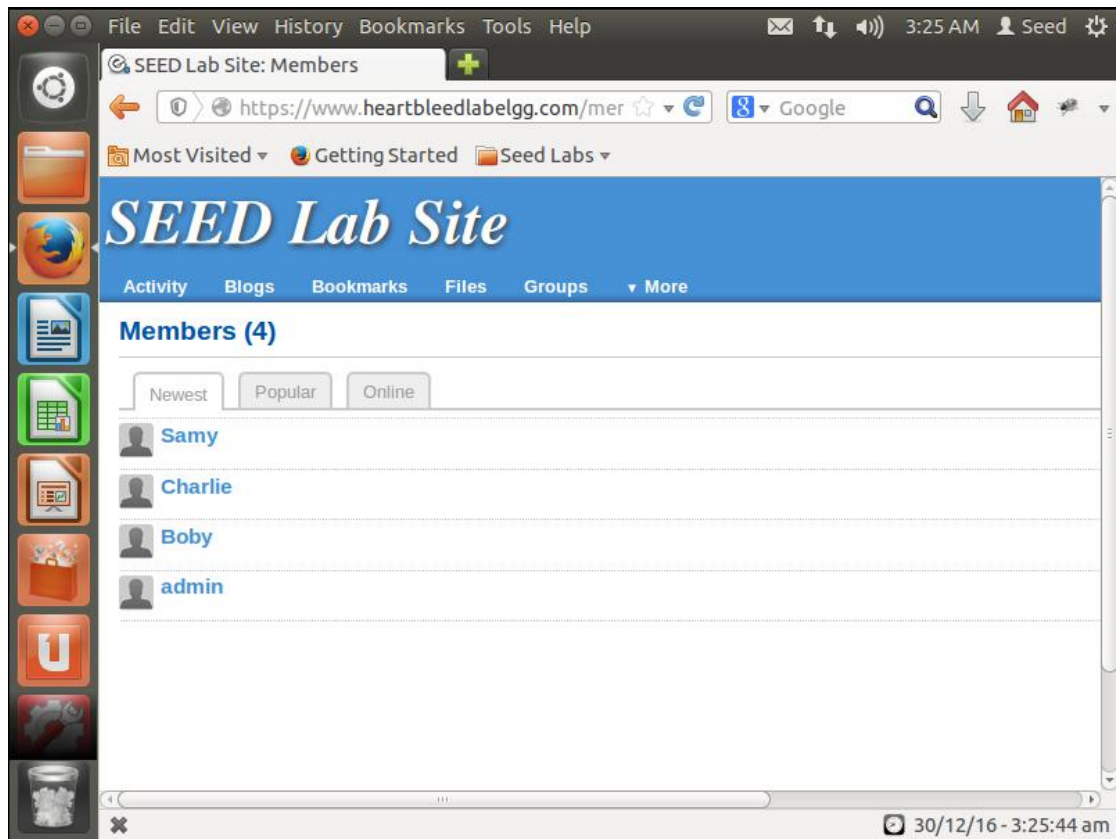 File Edit View History Bookmarks Tools Help 3:25 AM Seed
SEED Lab Site: Members
https://www.heartbleedlabelgg.com/mer Google
Most Visited Getting Started Seed Labs
SEED Lab Site
Activity Blogs Bookmarks Files Groups More
Members (4)
Newest Popular Online
Samy
Charlie
Boby
admin
30/12/16 - 3:25:44 am